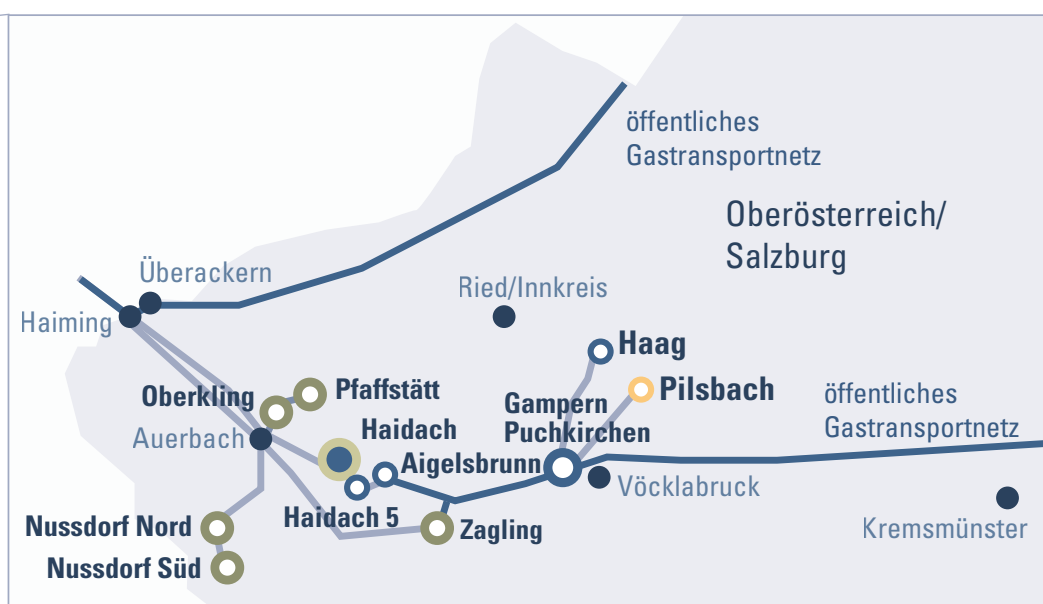 öffentliches
Gastransportnetz
Oberösterreich/
Salzburg
Überackern
Ried/Innkreis
Haiming
Haag
Pfaffstätt
Pilsbach
Oberkling
Gampern
Puchkirchen
öffentliches
Gastransportnetz
Auerbach
Haidach
Aigelsbrunn
Vöcklabruck
Haidach 5
Nussdorf Nord
Zagling
Kremsmünster
Nussdorf Süd